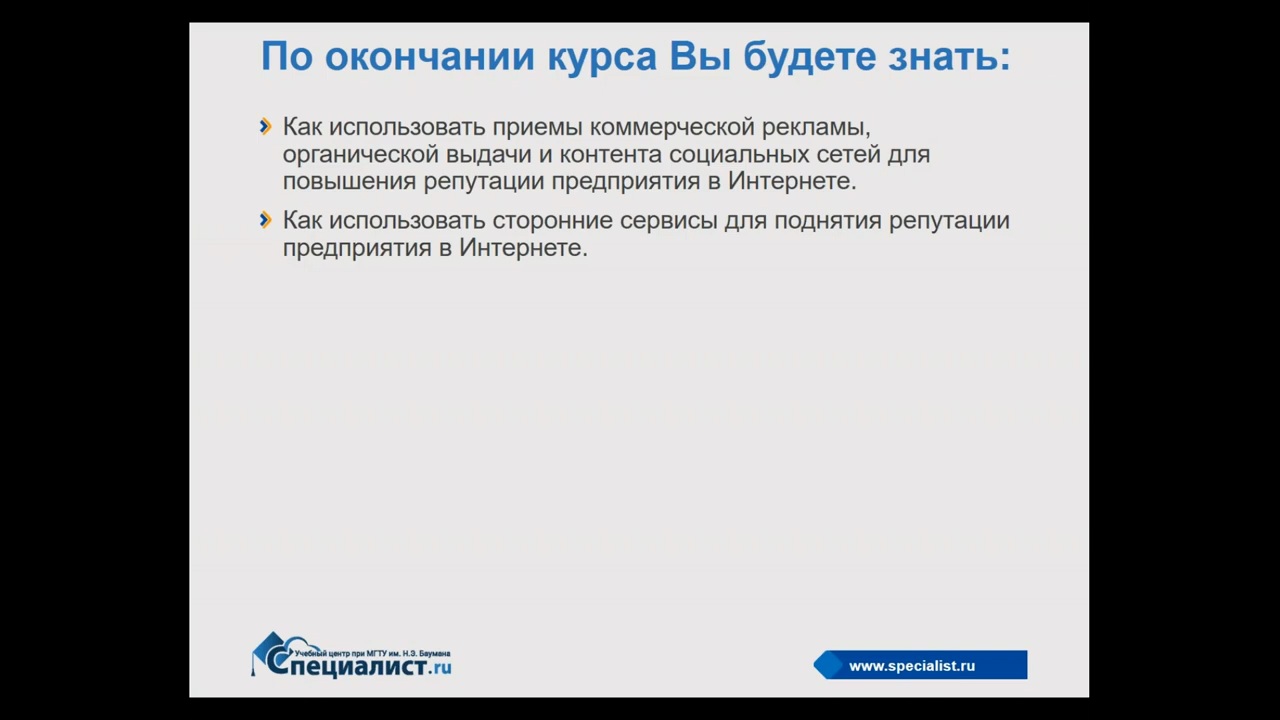 По окончании курса Вы будете знать:
Как использовать приемы коммерческой рекламы,
органической выдачи и контента социальных сетей для
повышения репутации предприятия в Интернете.
Как использовать сторонние сервисы для поднятия репутации
предприятия в Интернете.
Учебный центр при МГТУ им. Н.Э. Баумана
Специалист.ru
www.specialist.ru